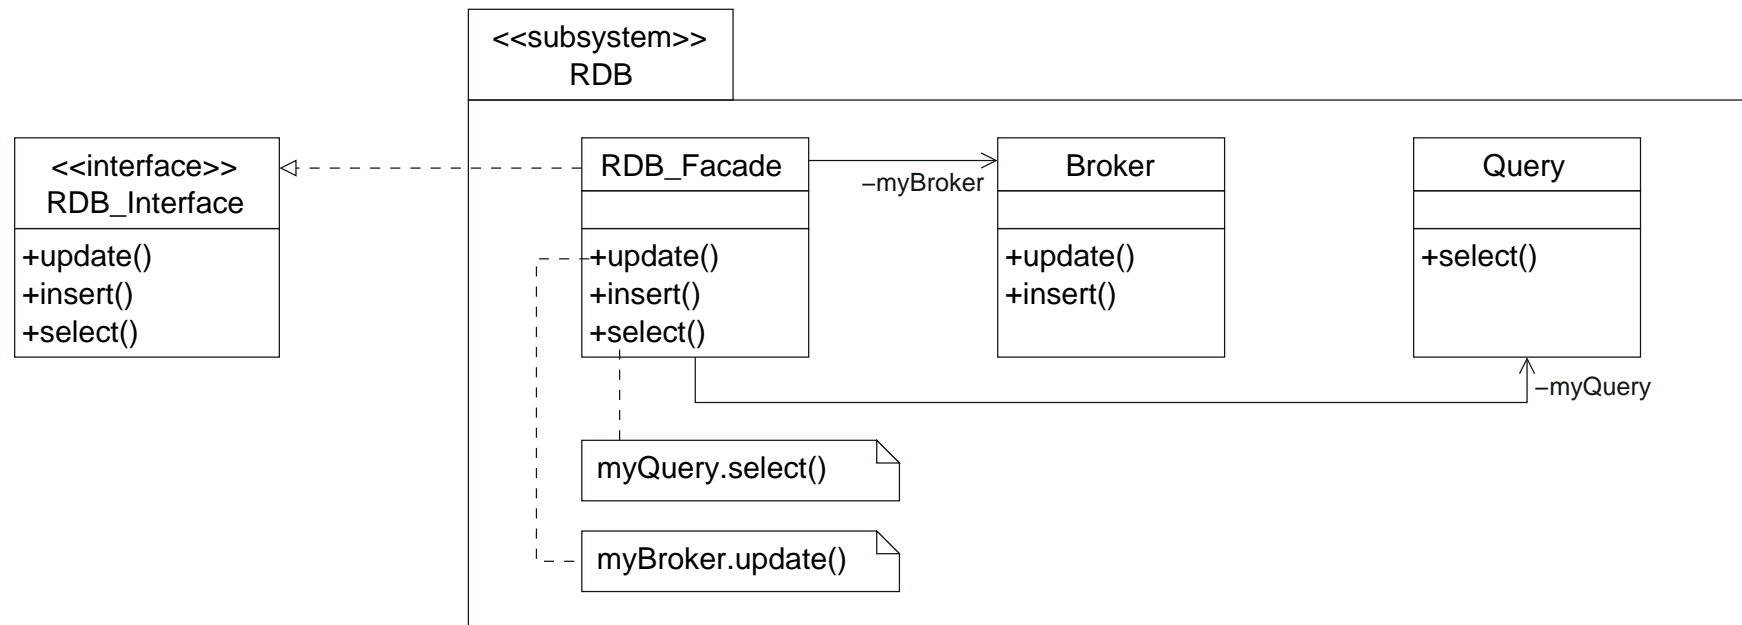 <<subsystem>>
RDB
<<interface>>
RDB_Interface
+update()
+insert()
+select()
RDB_Facade
+update()
+insert()
+select()
–myBroker
Broker
+update()
+insert()
Query
+select()
–myQuery
myQuery.select()
myBroker.update()